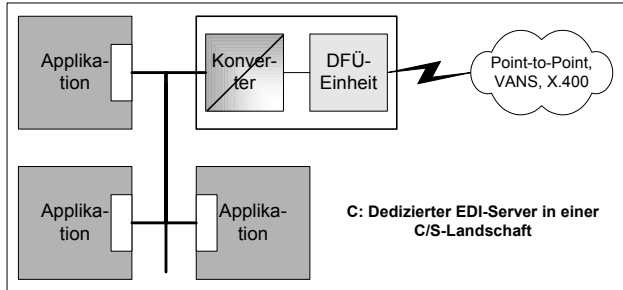 Applika-
tion
Konver-
ter
DFÜ-
Einheit
Point-to-Point,
VANS, X.400
Applika-
tion
Applika-
tion
C: Dedizierter EDI-Server in einer
C/S-Landschaft